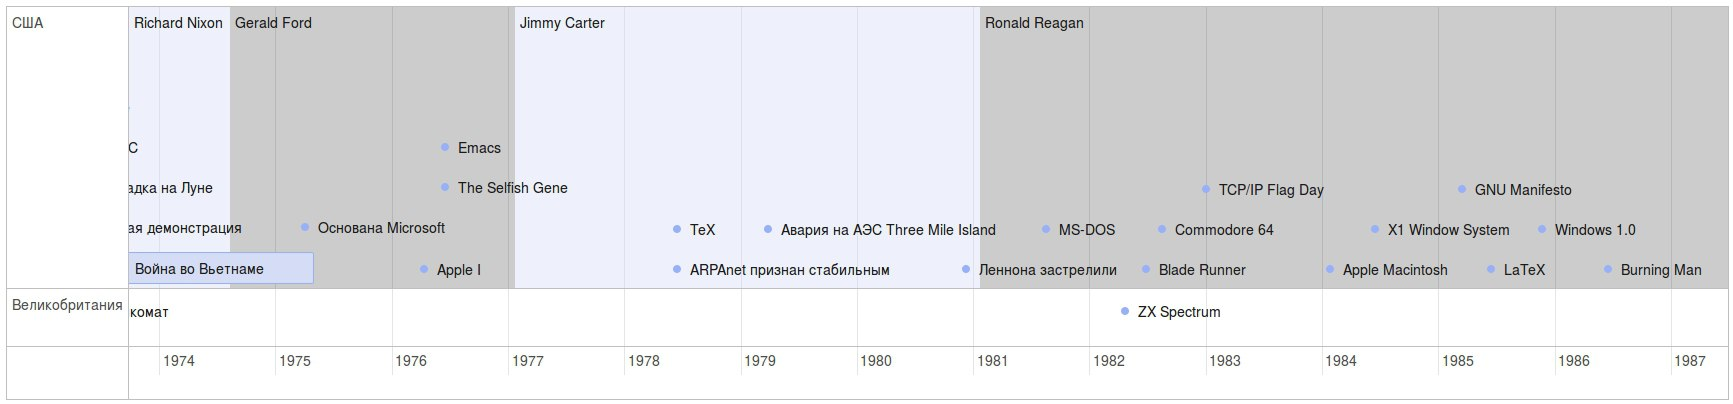 США
Richard Nixon Gerald Ford Jimmy Carter Ronald Reagan
C Emacs
адка на Луне The Selfish Gene TCP/IP Flag Day GNU Manifesto
ая демонстрация Основана Microsoft TeX Авария на АЭС Three Mile Island MS-DOS Commodore 64 X1 Window System Windows 1.0
Война во Вьетнаме Apple I ARPAnet признан стабильным Леннона застрелили Blade Runner Apple Macintosh LaTeX Burning Man
Великобритания
комат ZX Spectrum
1974 1975 1976 1977 1978 1979 1980 1981 1982 1983 1984 1985 1986 1987